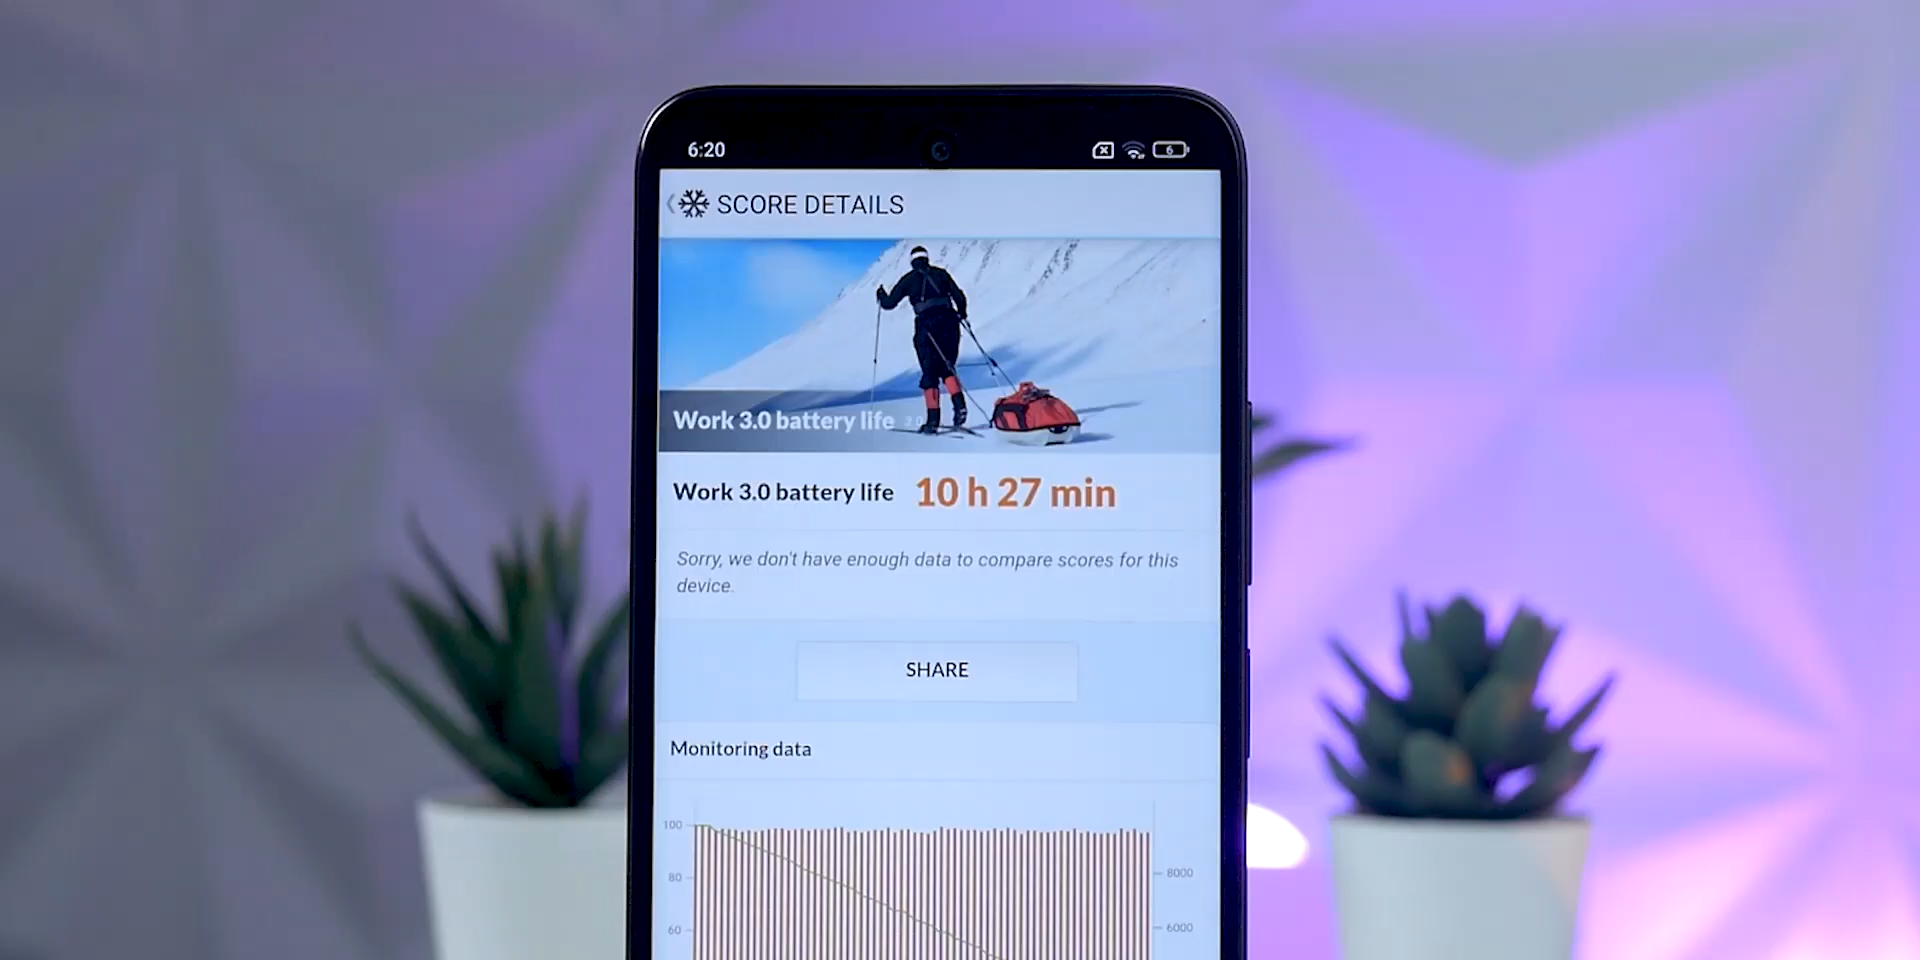 6:20
6
SCORE DETAILS
Work 3.0 battery life
Work 3.0 battery life 10 h 27 min
Sorry, we don't have enough data to compare scores for this
device.
SHARE
Monitoring data
100
80
8000
60
6000